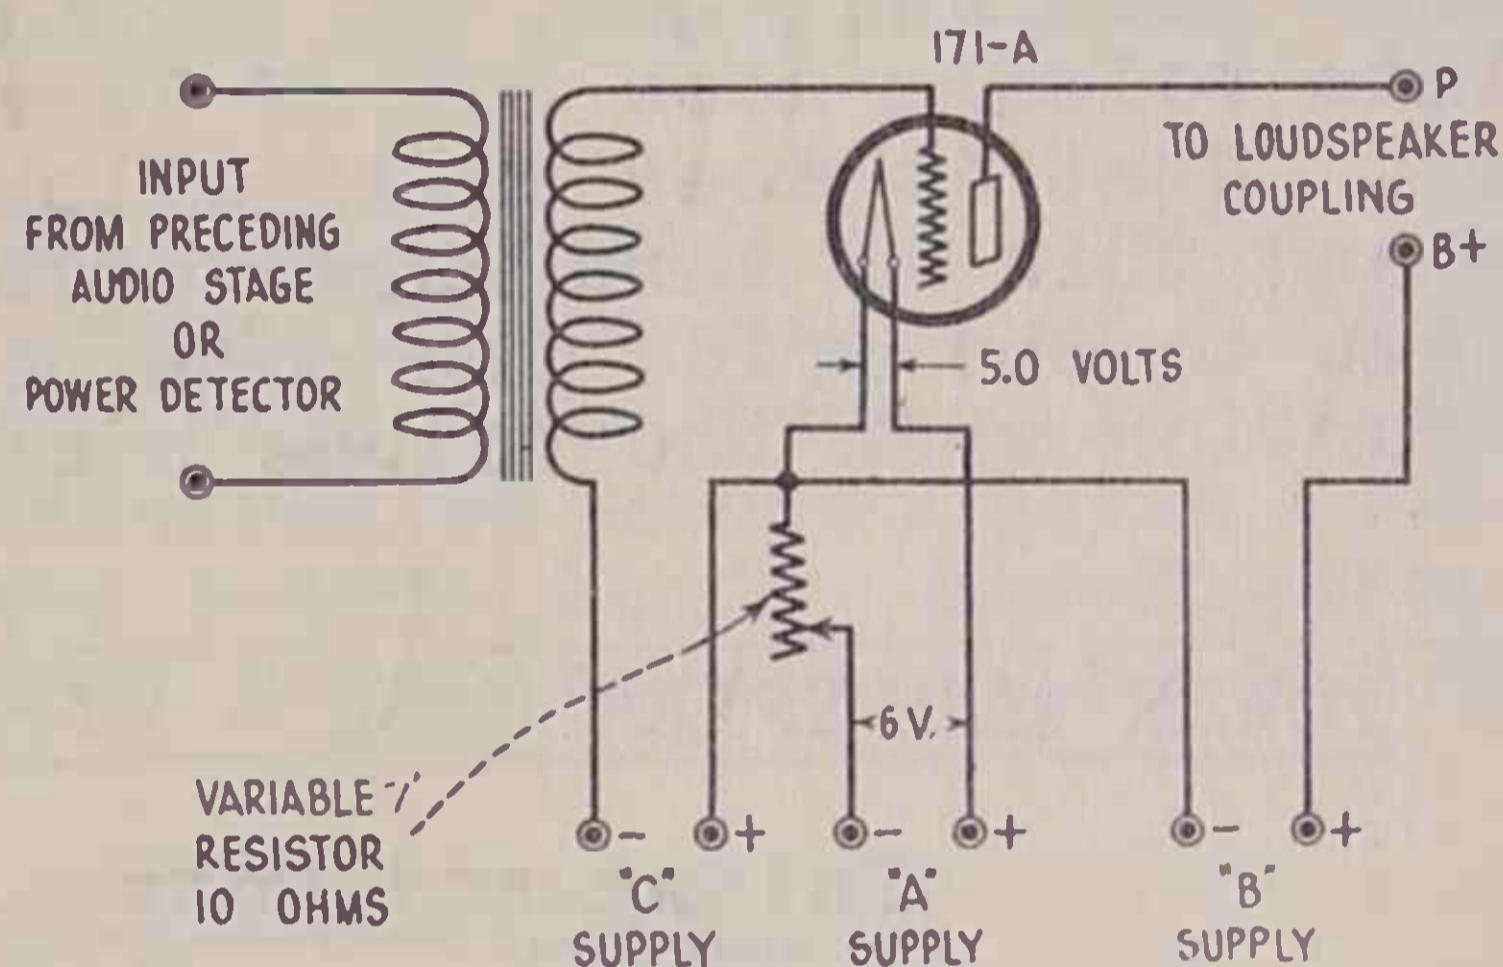 171-A
P
TO LOUDSPEAKER
COUPLING
B+
INPUT
FROM PRECEDING
AUDIO STAGE
OR
POWER DETECTOR
5.0 VOLTS
6 V.
VARIABLE
RESISTOR
10 OHMS
- + - + - +
"C" "A" "B"
SUPPLY SUPPLY SUPPLY